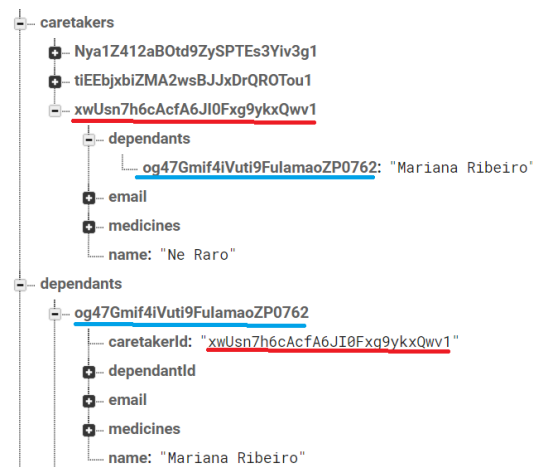 caretakers
Nya1Z412aBOtd9ZySPTEs3Yiv3g1
tiEEbjxbiZMA2wsBJJxDrQROTou1
xwUsn7h6cAcfA6JI0Fxg9ykxQwv1
dependants
og47Gmif4iVuti9FulamaoZP0762: "Mariana Ribeiro"
email
medicines
name: "Ne Raro"
dependants
og47Gmif4iVuti9FulamaoZP0762
caretakerId: "xwUsn7h6cAcfA6JI0Fxg9ykxQwv1"
dependantId
email
medicines
name: "Mariana Ribeiro"